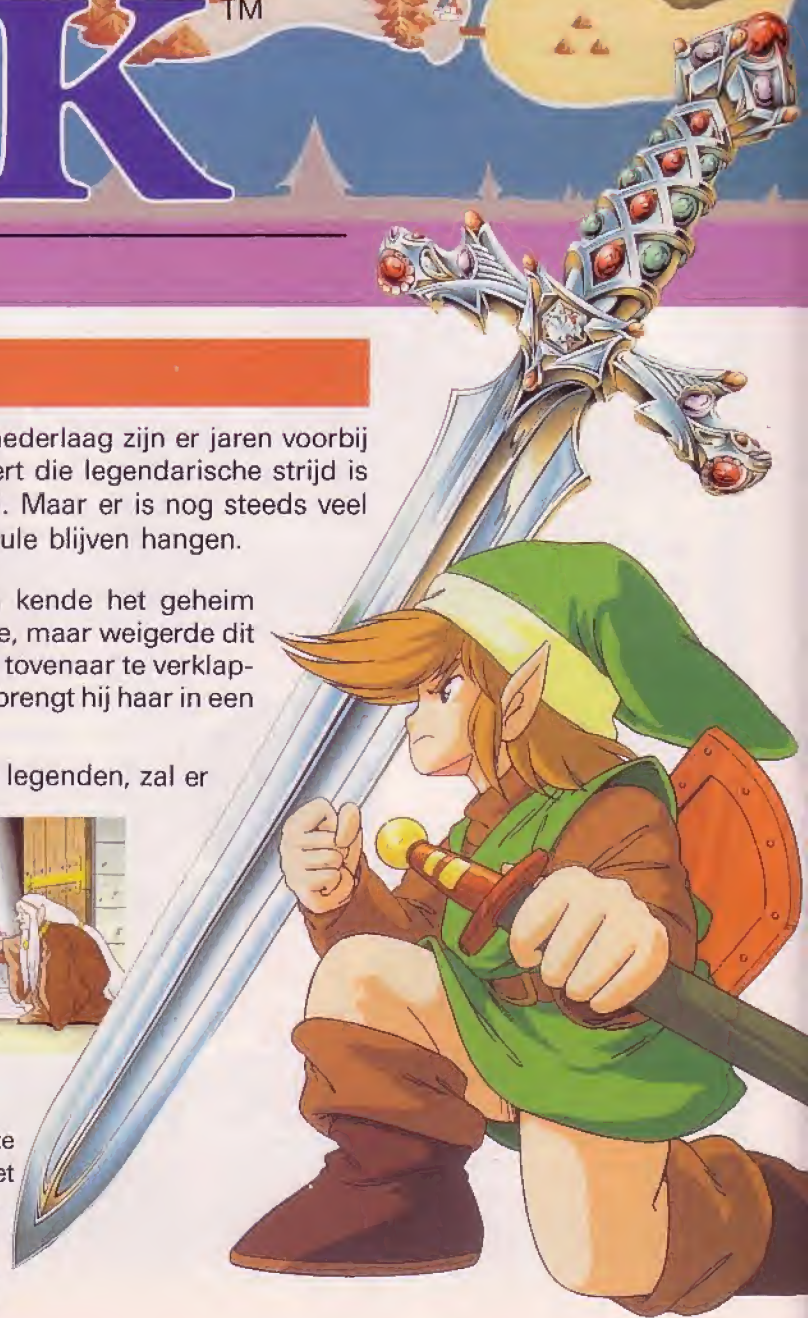 K™
nederlaag zijn er jaren voorbij
ert die legendarische strijd is
. Maar er is nog steeds veel
ule blijven hangen.
kende het geheim
e, maar weigerde dit
tovenaar te verklap-
brengt hij haar in een
legenden, zal er
te
et